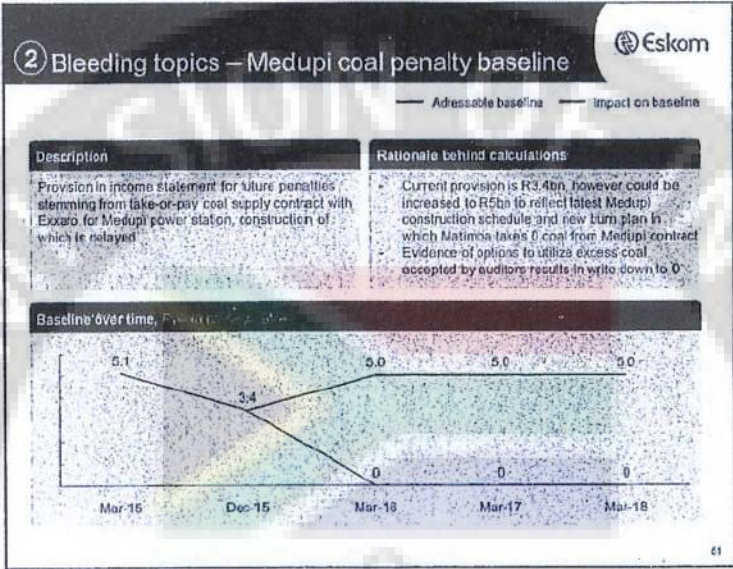 2 Bleeding topics – Medupi coal penalty baseline
Eskom
Adressable baseline
Impact on baseline
Description
Provsion in income statement for future penalties
stemming from take-or-pay coal supply contract with
Exxaro for Medupi power station, construction of
which is delayed
Rationale behind calculations
Current provision is R3.4bn, however could be
increased to R5bn to reflect latest Medupi
construction schedule and new burn plan in
which Matimba takes 0 coal from Medupi contract
Evidence of options to utilize excess coal
accepted by auditors results in write down to 0
Baseline over time,
5.1
3.4
5.0 5.0 5.0
0 0 0
Mar-15 Dec-15 Mar-16 Mar-17 Mar-18
61